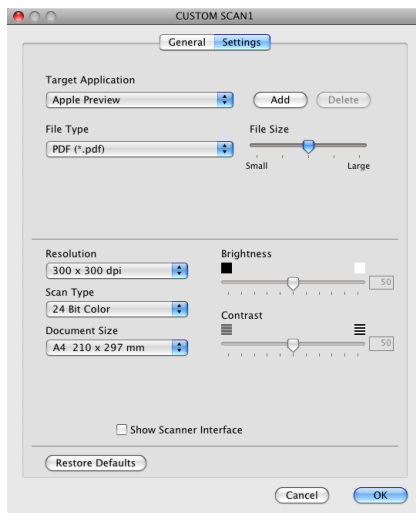 CUSTOM SCAN1
General Settings
Target Application
Apple Preview Add Delete
File Type File Size
PDF (*.pdf)
Small Large
Resolution Brightness
300 x 300 dpi
50
Scan Type
24 Bit Color
Contrast
Document Size
A4 210 x 297 mm 50
Show Scanner Interface
Restore Defaults
Cancel OK